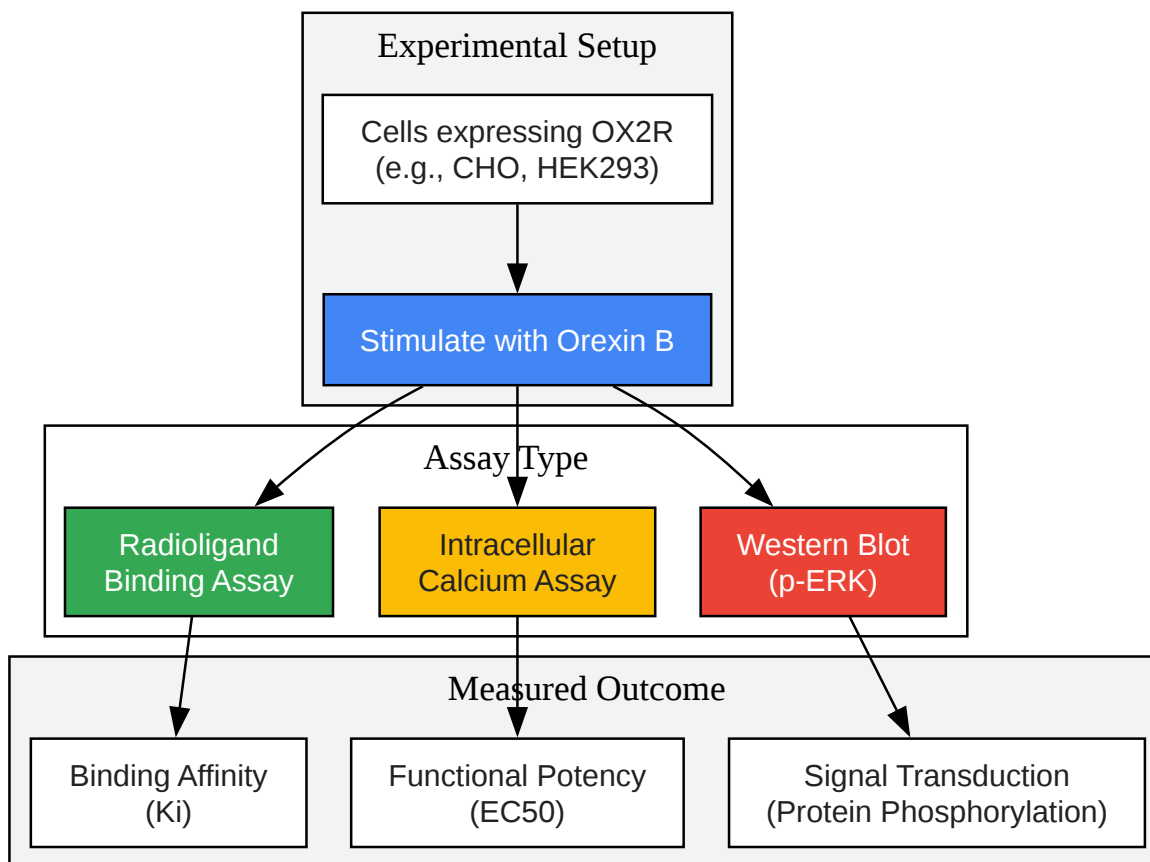 Experimental Setup
Cells expressing OX2R
(e.g., CHO, HEK293)
Stimulate with Orexin B
Assay Type
Radioligand
Binding Assay
Intracellular
Calcium Assay
Western Blot
(p-ERK)
Measured Outcome
Binding Affinity
(Ki)
Functional Potency
(EC50)
Signal Transduction
(Protein Phosphorylation)